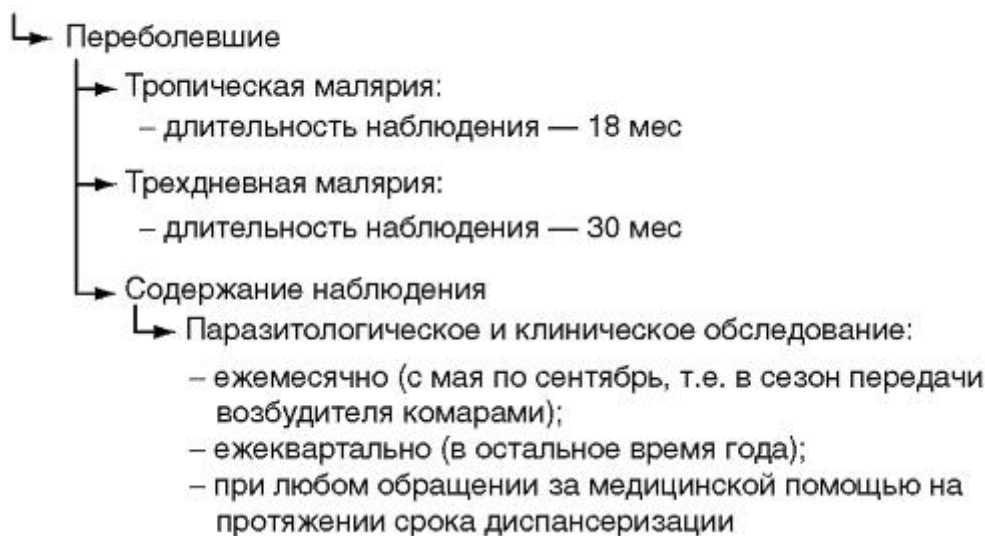 Переболевшие
Тропическая малярия:
– длительность наблюдения — 18 мес
Трехдневная малярия:
– длительность наблюдения — 30 мес
Содержание наблюдения
Паразитологическое и клиническое обследование:
– ежемесячно (с мая по сентябрь, т.е. в сезон передачи
возбудителя комарами);
– ежеквартально (в остальное время года);
– при любом обращении за медицинской помощью на
протяжении срока диспансеризации